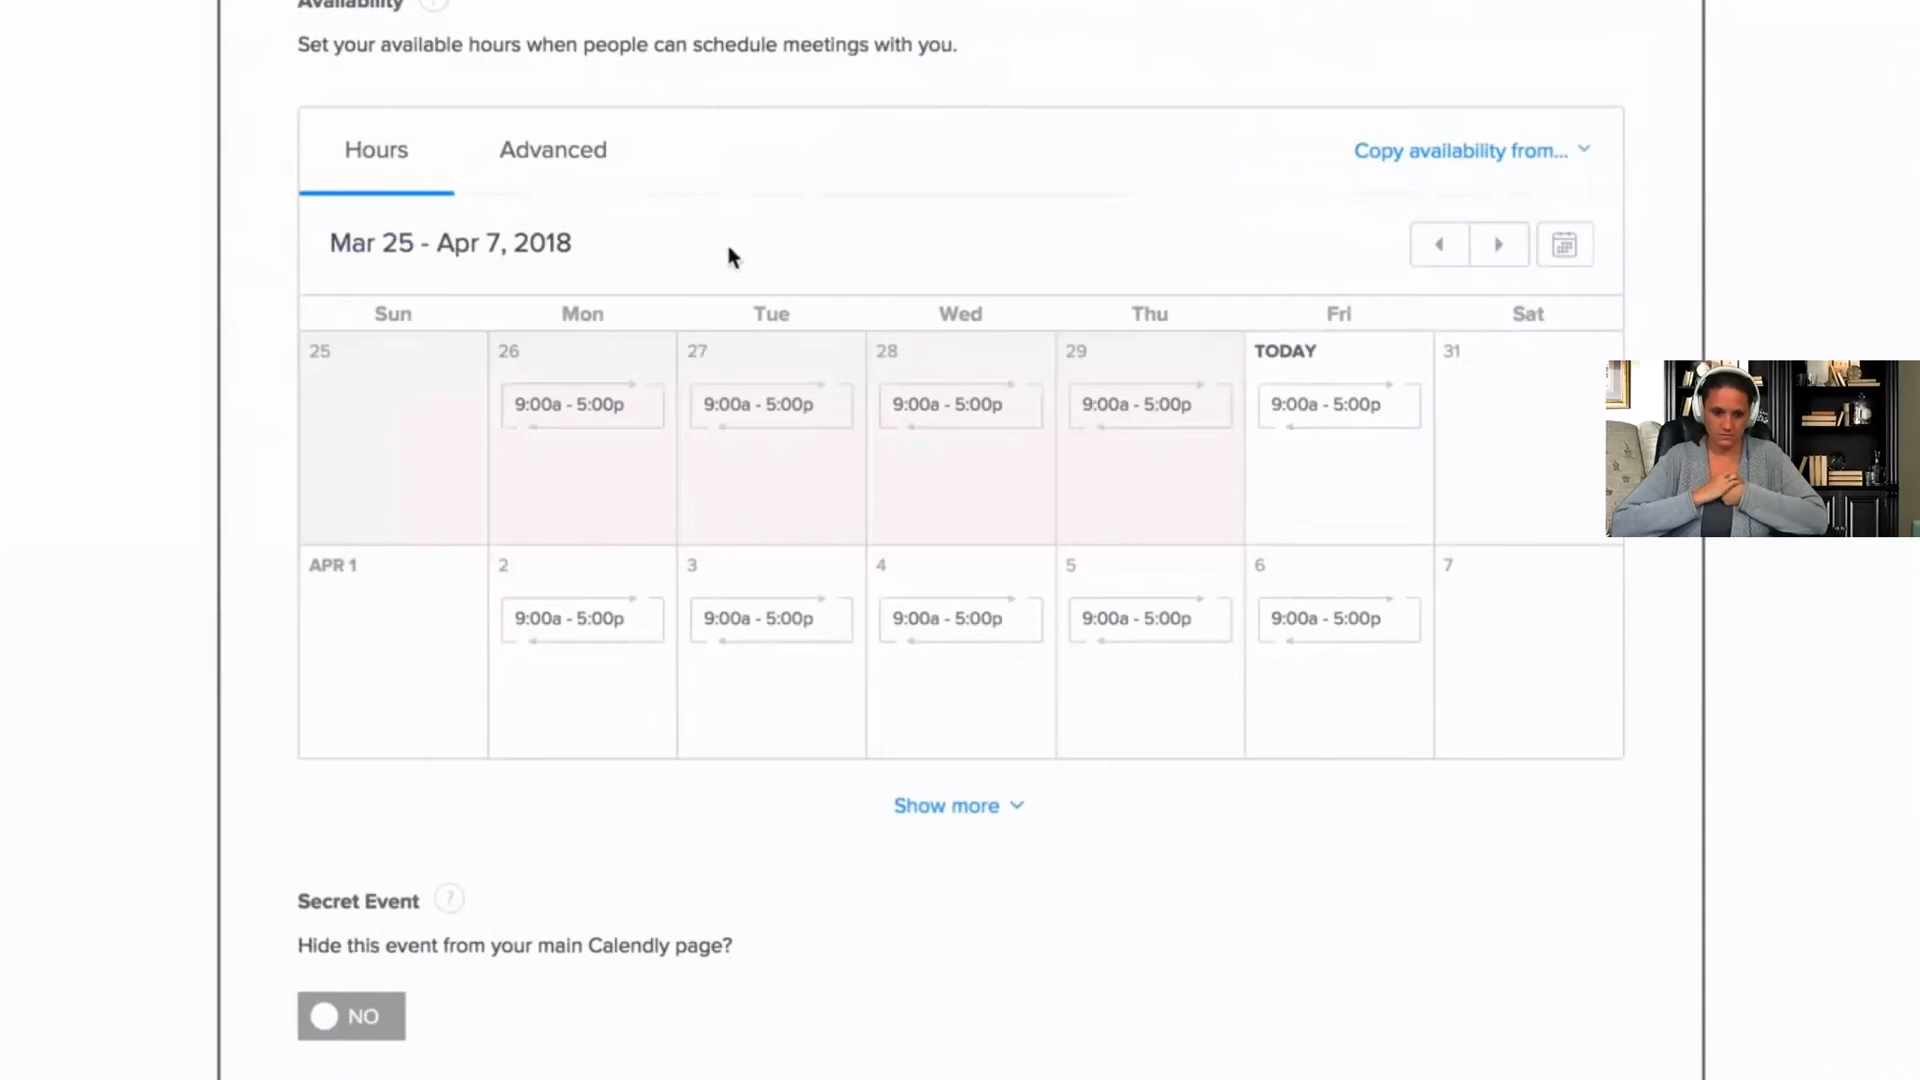 Availability ?
Set your available hours when people can schedule meetings with you.
Hours Advanced Copy availability from...
Mar 25 - Apr 7, 2018
Sun Mon Tue Wed Thu Fri Sat
25 26 27 28 29 TODAY 31
9:00a - 5:00p 9:00a - 5:00p 9:00a - 5:00p 9:00a - 5:00p 9:00a - 5:00p
APR 1 2 3 4 5 6 7
9:00a - 5:00p 9:00a - 5:00p 9:00a - 5:00p 9:00a - 5:00p 9:00a - 5:00p
Show more
Secret Event ?
Hide this event from your main Calendly page?
NO